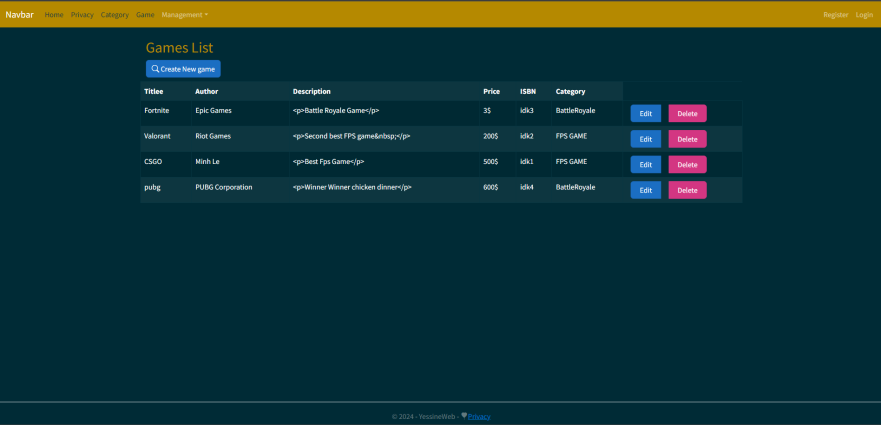 Navbar Home Privacy Category Game Management Register Login
Games List
Create New game
Titlee Author Description Price ISBN Category
Fortnite Epic Games <p>Battle Royale Game</p> 3$ idk3 BattleRoyale Edit Delete
Valorant Riot Games <p>Second best FPS game&nbsp;</p> 200$ idk2 FPS GAME Edit Delete
CSGO Minh Le <p>Best Fps Game</p> 500$ idk1 FPS GAME Edit Delete
pubg PUBG Corporation <p>Winner Winner chicken dinner</p> 600$ idk4 BattleRoyale Edit Delete
© 2024 - YessineWeb - Privacy